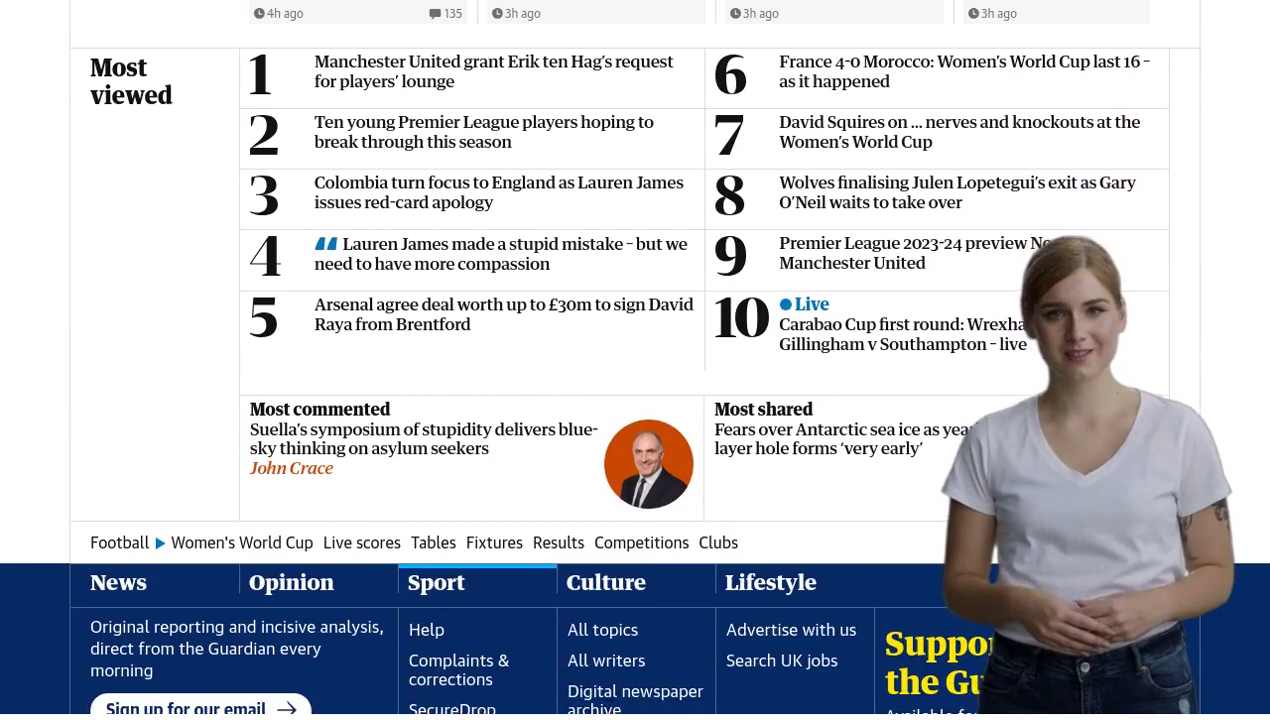 4h ago
135
3h ago
3h ago
3h ago
Most
viewed
1
Manchester United grant Erik ten Hag's request
for players' lounge
2
Ten young Premier League players hoping to
break through this season
3
Colombia turn focus to England as Lauren James
issues red-card apology
4
Lauren James made a stupid mistake – but we
need to have more compassion
5
Arsenal agree deal worth up to £30m to sign David
Raya from Brentford
6
France 4-0 Morocco: Women's World Cup last 16 –
as it happened
7
David Squires on … nerves and knockouts at the
Women's World Cup
8
Wolves finalising Julen Lopetegui's exit as Gary
O'Neil waits to take over
9
Premier League 2023-24 preview
Manchester United
10
Live
Carabao Cup first round:
Gillingham v Southampton – live
Most commented
Suella's symposium of stupidity delivers blue-
sky thinking on asylum seekers
John Crace
Most shared
Fears over Antarctic sea ice as
layer hole forms 'very early'
Football Women's World Cup Live scores Tables Fixtures Results Competitions Clubs
News Opinion Sport Culture Lifestyle
Original reporting and incisive analysis,
direct from the Guardian every
morning
Sign up for our email
Help
Complaints &
corrections
SecureDrop
All topics
All writers
Digital newspaper
archive
Advertise with us
Search UK jobs
the